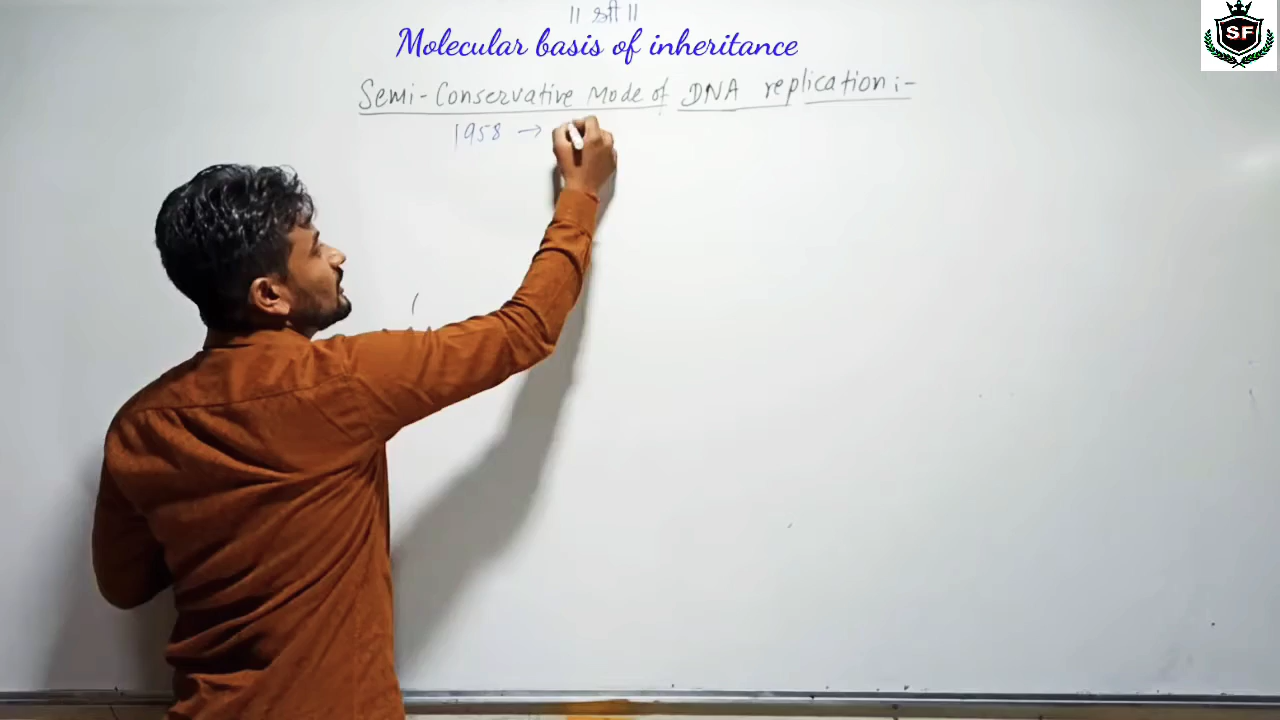 ॥ श्री ॥
Molecular basis of inheritance
Semi-Conservative Mode of DNA replication :-
1958 →
SF